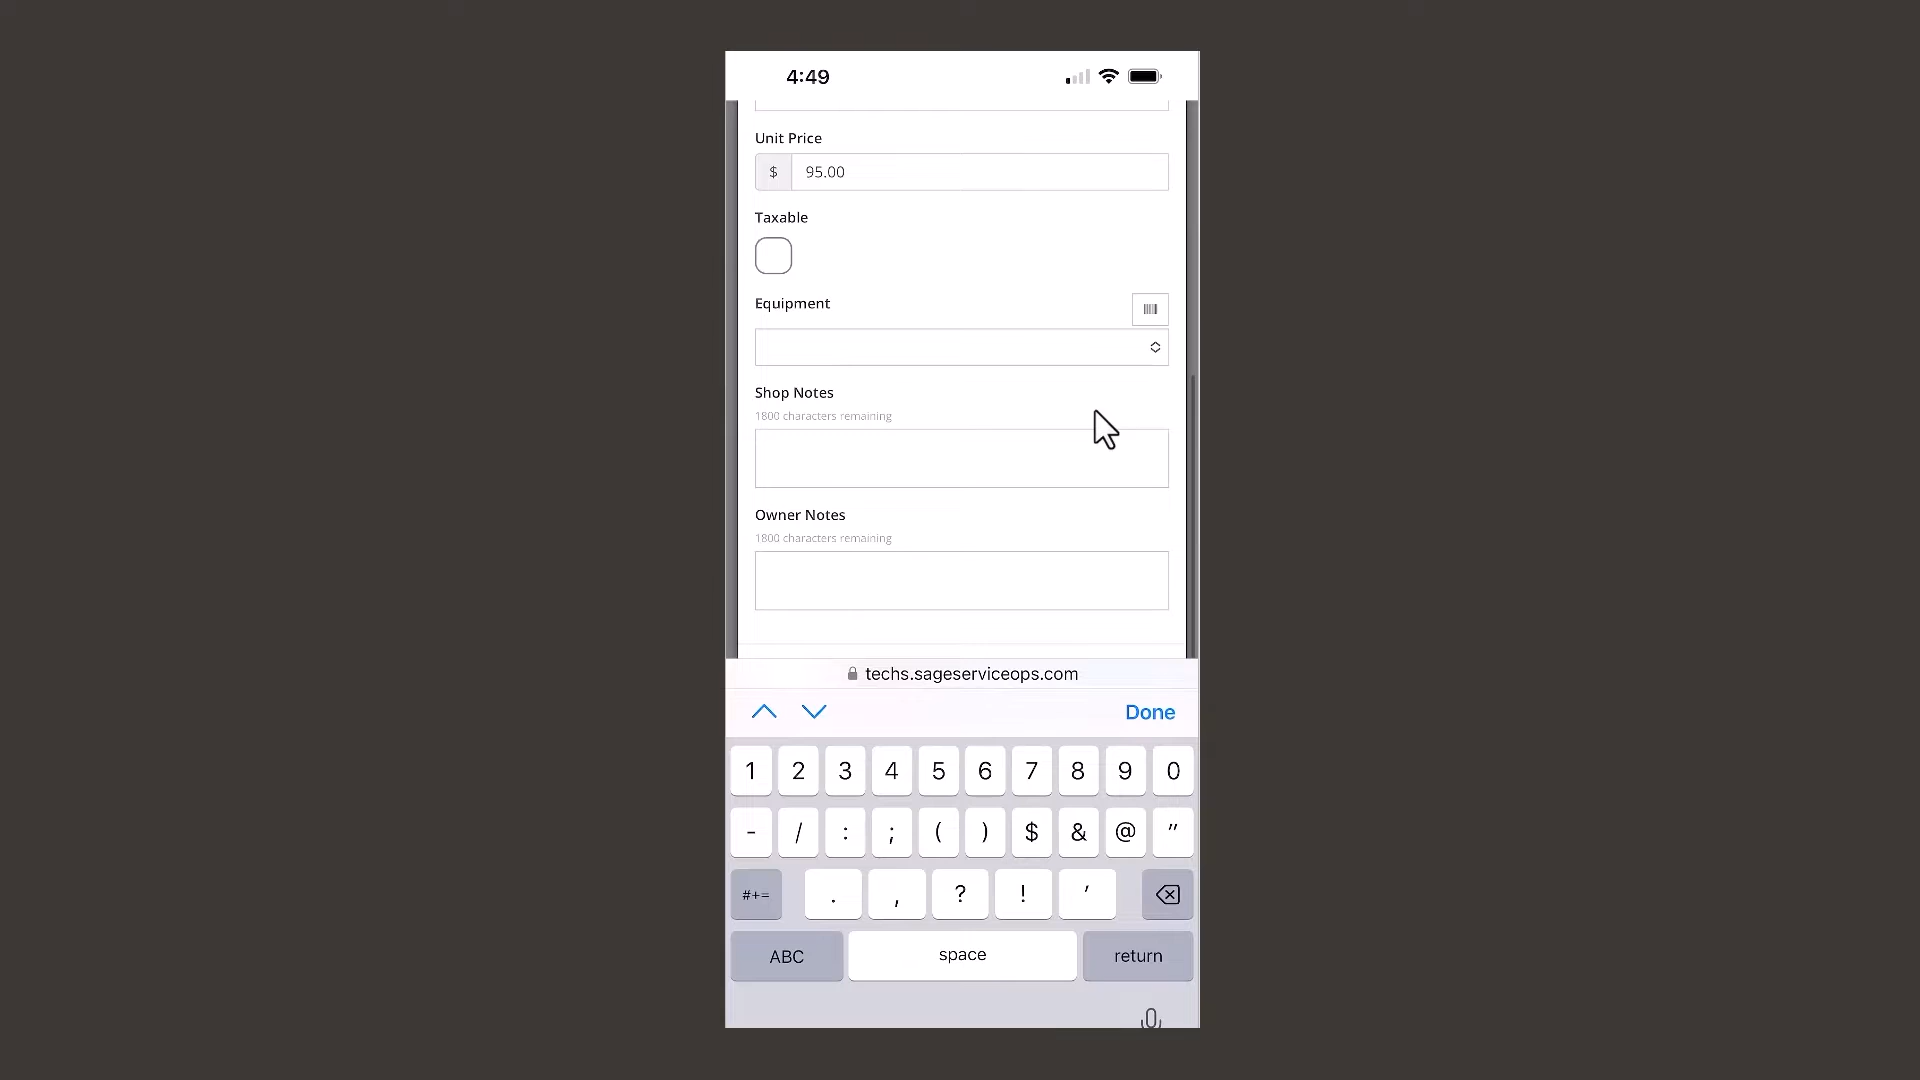 4:49
Unit Price
$ 95.00
Taxable
Equipment
Shop Notes
1800 characters remaining
Owner Notes
1800 characters remaining
techs.sageserviceops.com
Done
1 2 3 4 5 6 7 8 9 0
- / : ; ( ) $ & @ "
#+= . , ? ! '
ABC space return